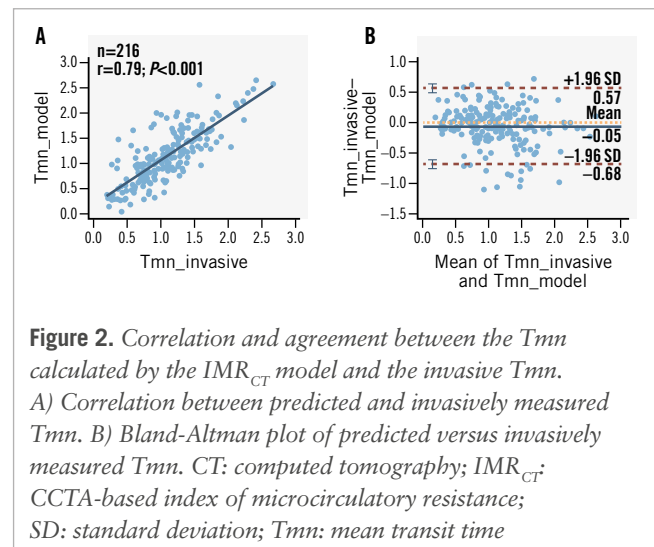 A
n=216
r=0.79; P<0.001
3.0
2.5
2.0
1.5
1.0
0.5
0.0
Tmn_model
0.0 0.5 1.0 1.5 2.0 2.5 3.0
Tmn_invasive
B
1.0
0.5
0.0
−0.5
−1.0
−1.5
Tmn_invasive–
Tmn_model
+1.96 SD
0.57
Mean
−0.05
−1.96 SD
−0.68
0.0 0.5 1.0 1.5 2.0 2.5 3.0
Mean of Tmn_invasive
and Tmn_model
Figure 2. Correlation and agreement between the Tmn
calculated by the IMRCT model and the invasive Tmn.
A) Correlation between predicted and invasively measured
Tmn. B) Bland-Altman plot of predicted versus invasively
measured Tmn. CT: computed tomography; IMRCT:
CCTA-based index of microcirculatory resistance;
SD: standard deviation; Tmn: mean transit time